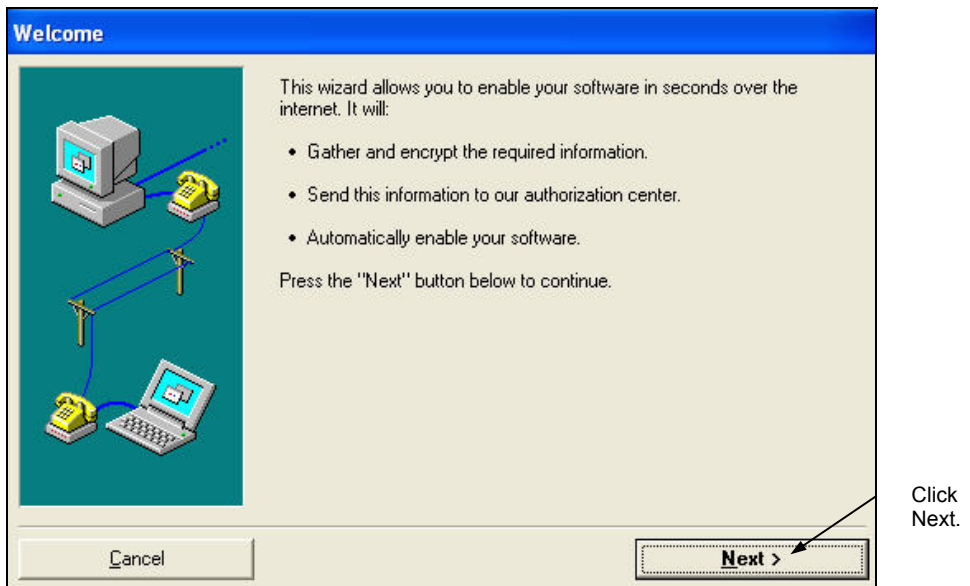 Welcome
This wizard allows you to enable your software in seconds over the
internet. It will:
• Gather and encrypt the required information.
• Send this information to our authorization center.
• Automatically enable your software.
Press the "Next" button below to continue.
Cancel
Next >
Click
Next.